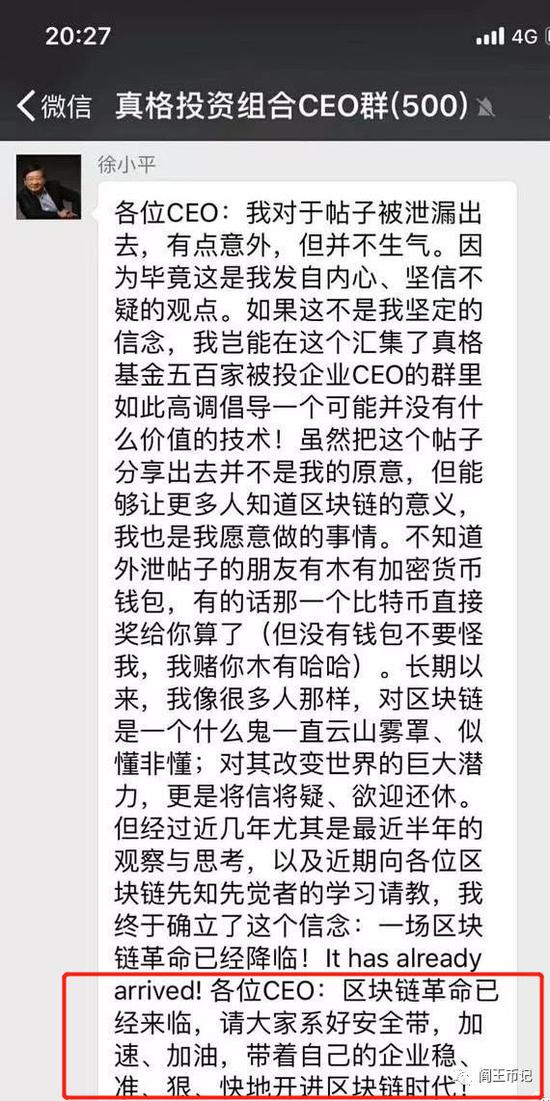 20:27
4G
微信
真格投资组合CEO群(500)
徐小平
各位CEO：我对于帖子被泄漏出
去，有点意外，但并不生气。因
为毕竟这是我发自内心、坚信不
疑的观点。如果这不是我坚定的
信念，我岂能在这个汇集了真格
基金五百家被投企业CEO的群里
如此高调倡导一个可能并没有什
么价值的技术！虽然把这个帖子
分享出去并不是我的原意，但能
够让更多人知道区块链的意义，
我也是我愿意做的事情。不知道
外泄帖子的朋友有木有加密货币
钱包，有的话那一个比特币直接
奖给你算了（但没有钱包不要怪
我，我赌你木有哈哈）。长期以
来，我像很多人那样，对区块链
是一个什么鬼一直云山雾罩、似
懂非懂；对其改变世界的巨大潜
力，更是将信将疑、欲迎还休。
但经过近几年尤其是最近半年的
观察与思考，以及近期向各位区
块链先知先觉者的学习请教，我
终于确立了这个信念：一场区块
链革命已经降临！It has already
arrived! 各位CEO：区块链革命已
经来临，请大家系好安全带，加
速、加油，带着自己的企业稳、
准、狠、快地开进区块链时代！
阎王币记